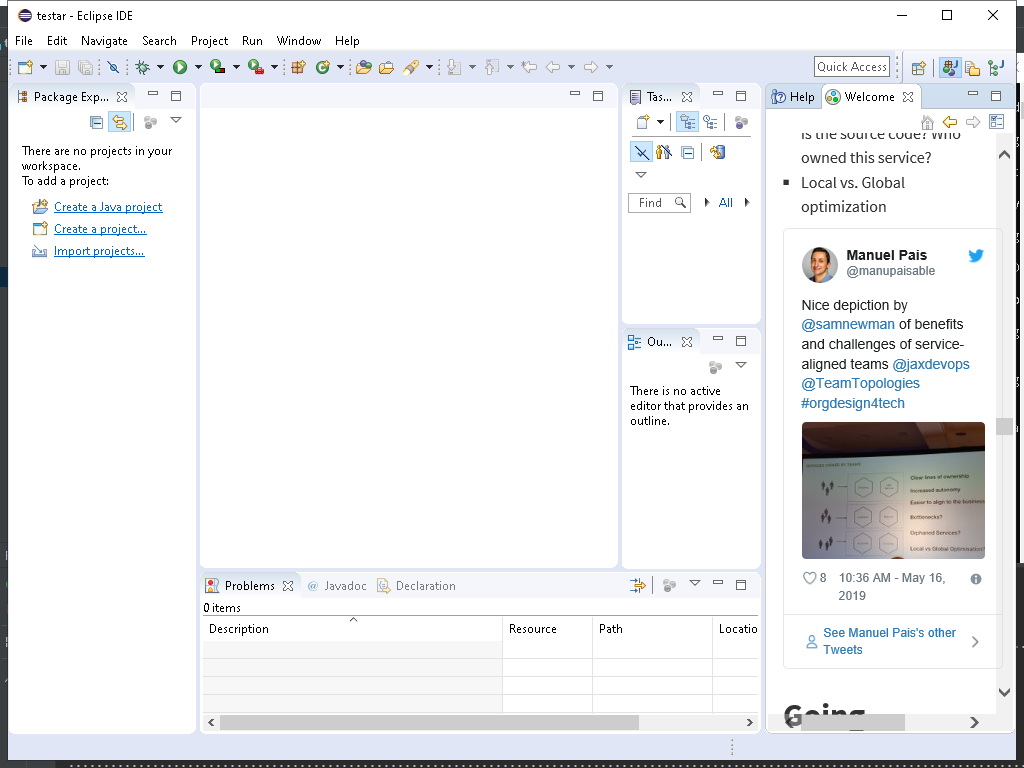 testar - Eclipse IDE
File Edit Navigate Search Project Run Window Help
Quick Access
Package Exp...
There are no projects in your
workspace.
To add a project:
Create a Java project
Create a project...
Import projects...
Tas...
Find
All
Ou...
There is no active
editor that provides an
outline.
Problems
@ Javadoc
Declaration
0 items
Description Resource Path Locatio
Help
Welcome
is the source code? Who
owned this service?
Local vs. Global
optimization
Manuel Pais
@manupaisable
Nice depiction by
@samnewman of benefits
and challenges of service-
aligned teams @jaxdevops
@TeamTopologies
#orgdesign4tech
Clear lines of ownership
Increased autonomy
Easier to align to the business
Bottlenecks?
Orphaned Services?
Local vs Global Optimisation?
8 10:36 AM - May 16,
2019
See Manuel Pais's other
Tweets
Going